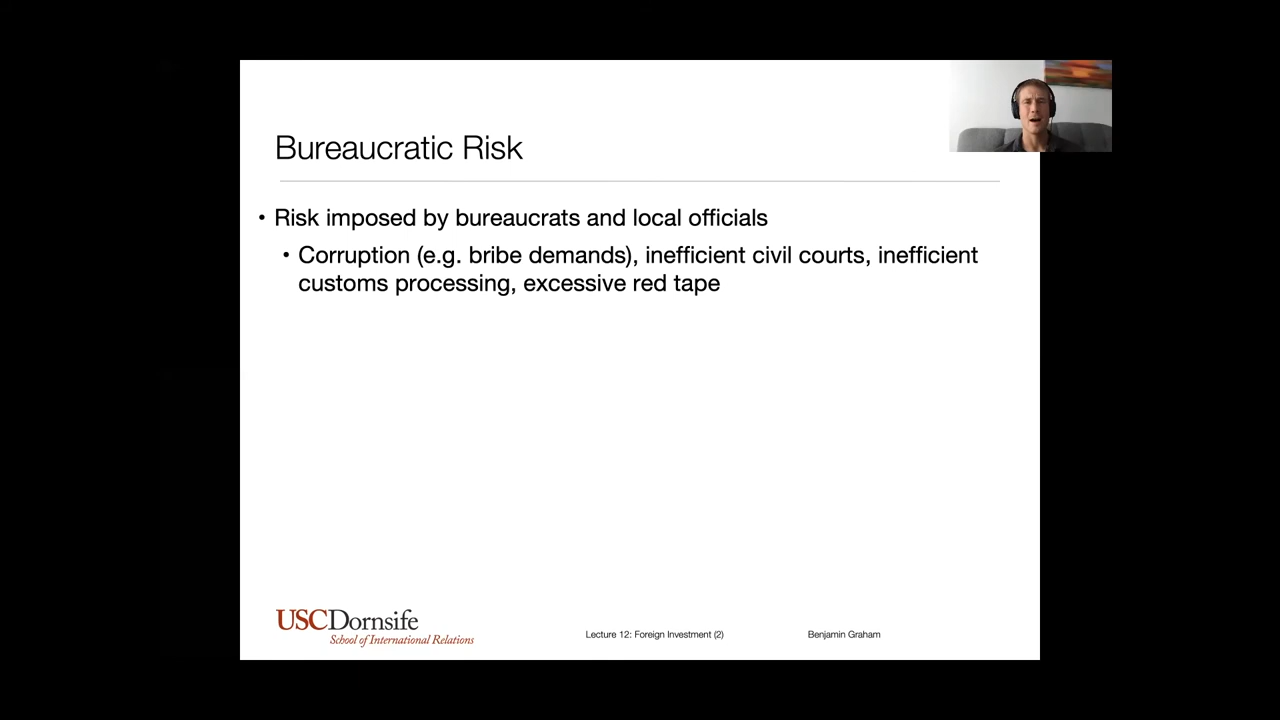 Bureaucratic Risk
• Risk imposed by bureaucrats and local officials
• Corruption (e.g. bribe demands), inefficient civil courts, inefficient
customs processing, excessive red tape
USCDornsife
School of International Relations
Lecture 12: Foreign Investment (2)
Benjamin Graham